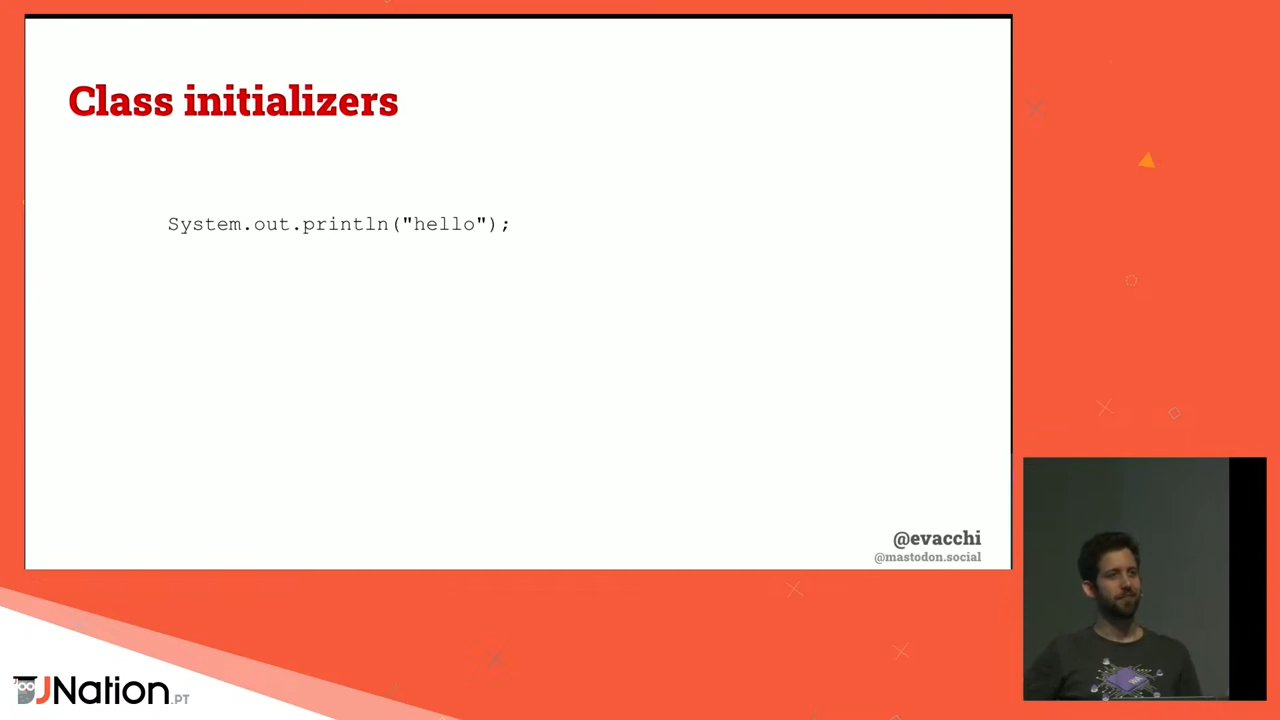 Class initializers
System.out.println("hello");
@evacchi
@mastodon.social
JNation.PT